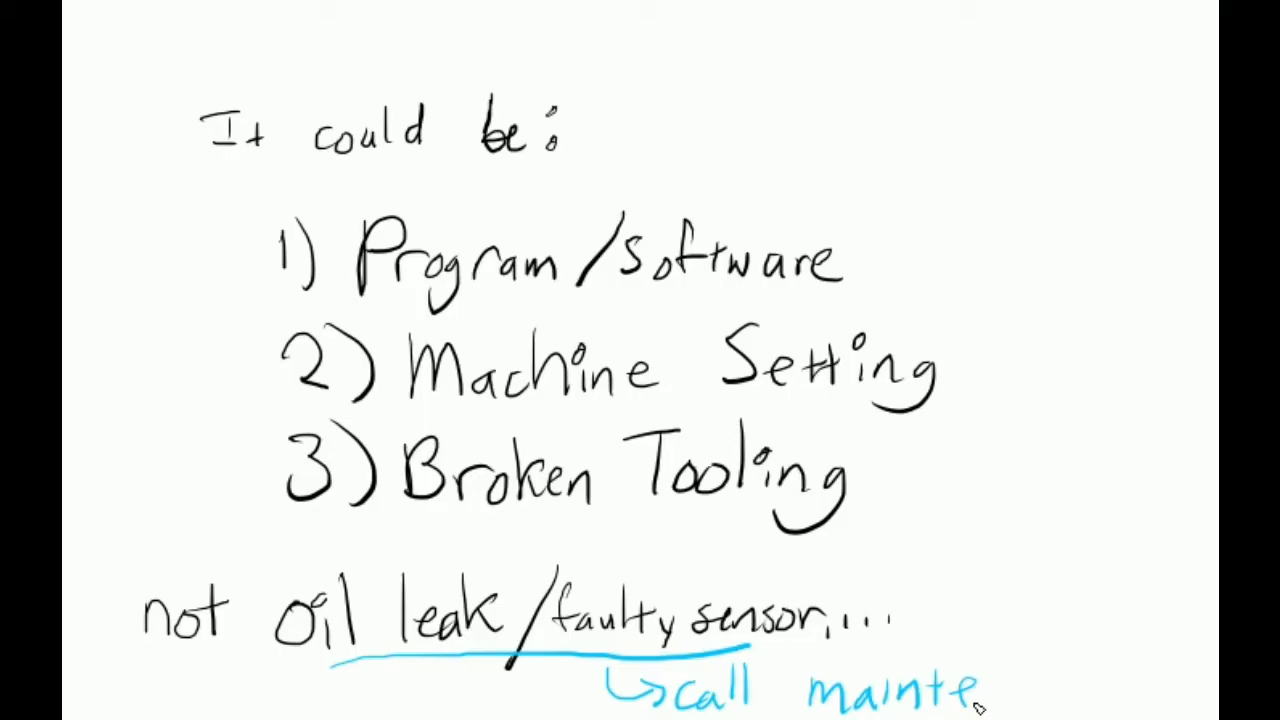 It could be:
1) Program/software
2) Machine Setting
3) Broken Tooling
not oil leak/faulty sensor,...
↳call mainte